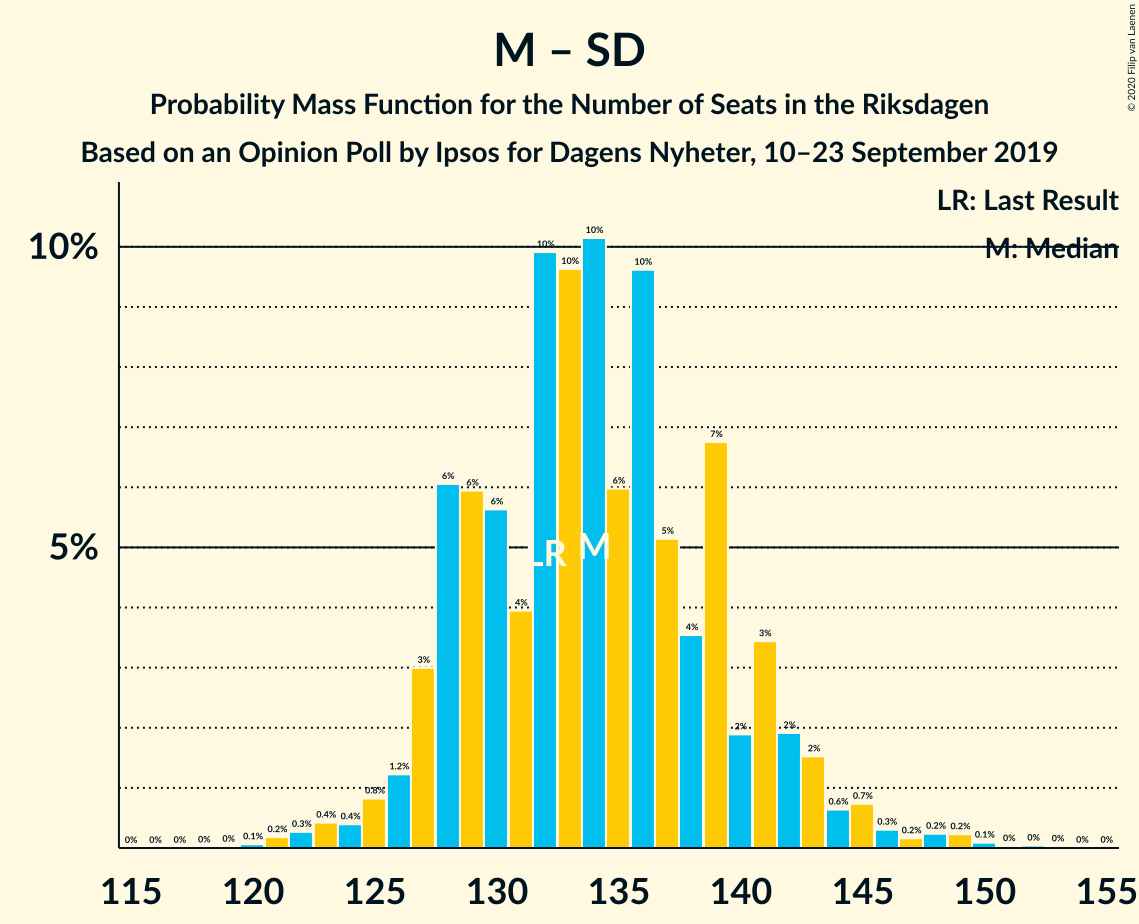 M – SD
Probability Mass Function for the Number of Seats in the Riksdagen
Based on an Opinion Poll by Ipsos for Dagens Nyheter, 10–23 September 2019
© 2020 Filip van Laenen
LR: Last Result
M: Median
10%
5%
0% 0% 0% 0% 0% 0.1% 0.2% 0.3% 0.4% 0.4% 0.8% 1.2% 3% 6% 6% 6% 4% 10% 10% 10% 6% 10% 5% 4% 7% 2% 3% 2% 2% 0.6% 0.7% 0.3% 0.2% 0.2% 0.2% 0.1% 0% 0% 0% 0% 0%
LR M
115 120 125 130 135 140 145 150 155